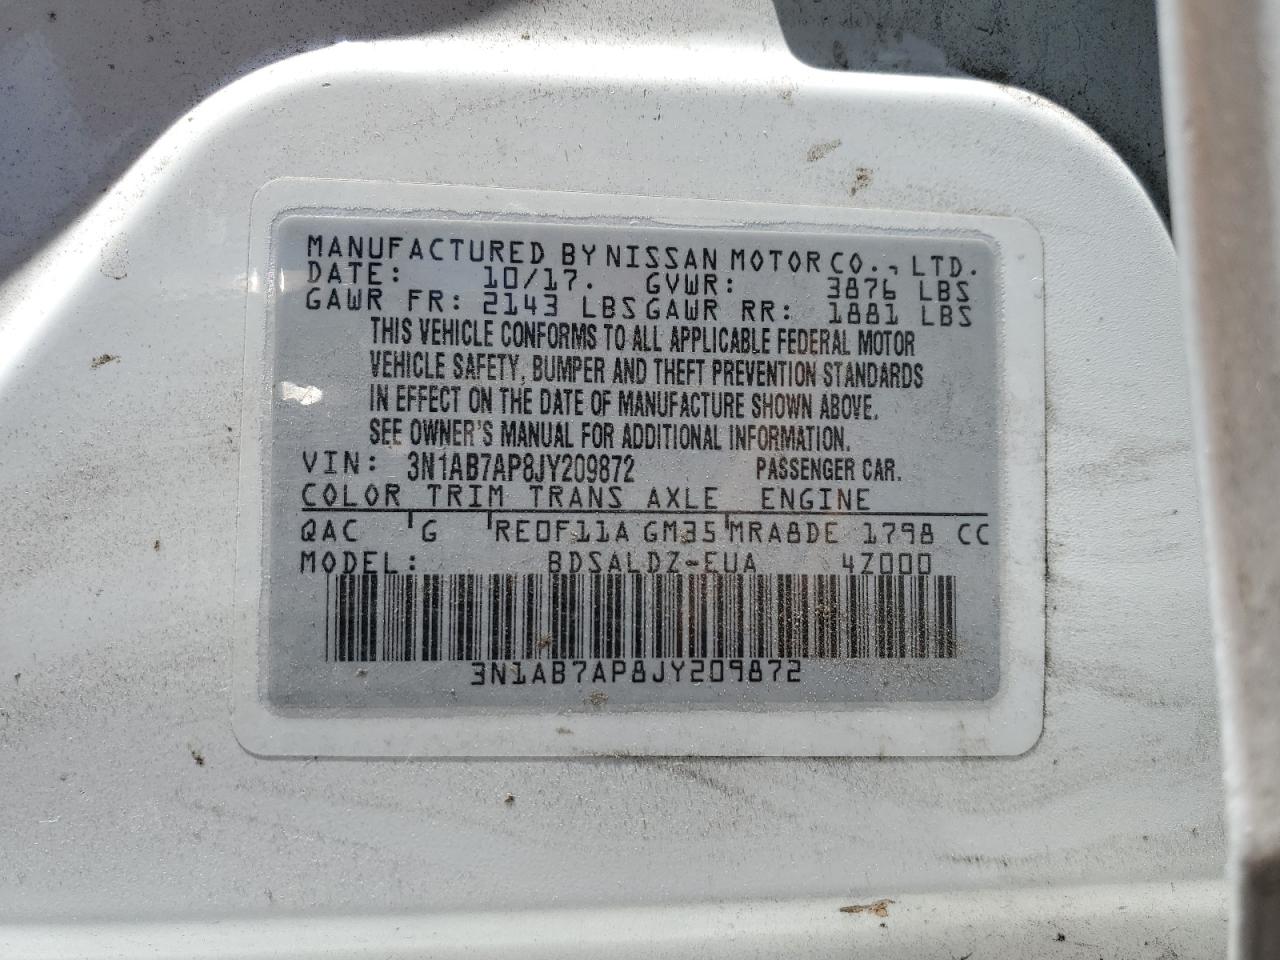 MANUFACTURED BY NISSAN MOTOR CO., LTD.
DATE: 10/17. GVWR: 3876 LBS
GAWR FR: 2143 LBS GAWR RR: 1881 LBS
THIS VEHICLE CONFORMS TO ALL APPLICABLE FEDERAL MOTOR
VEHICLE SAFETY, BUMPER AND THEFT PREVENTION STANDARDS
IN EFFECT ON THE DATE OF MANUFACTURE SHOWN ABOVE.
SEE OWNER'S MANUAL FOR ADDITIONAL INFORMATION.
VIN: 3N1AB7AP8JY209872 PASSENGER CAR.
COLOR TRIM TRANS AXLE ENGINE
QAC G RE0F11A GM35 MRA8DE 1798 CC
MODEL: BDSALDZ-EUA 4Z000
3N1AB7AP8JY209872